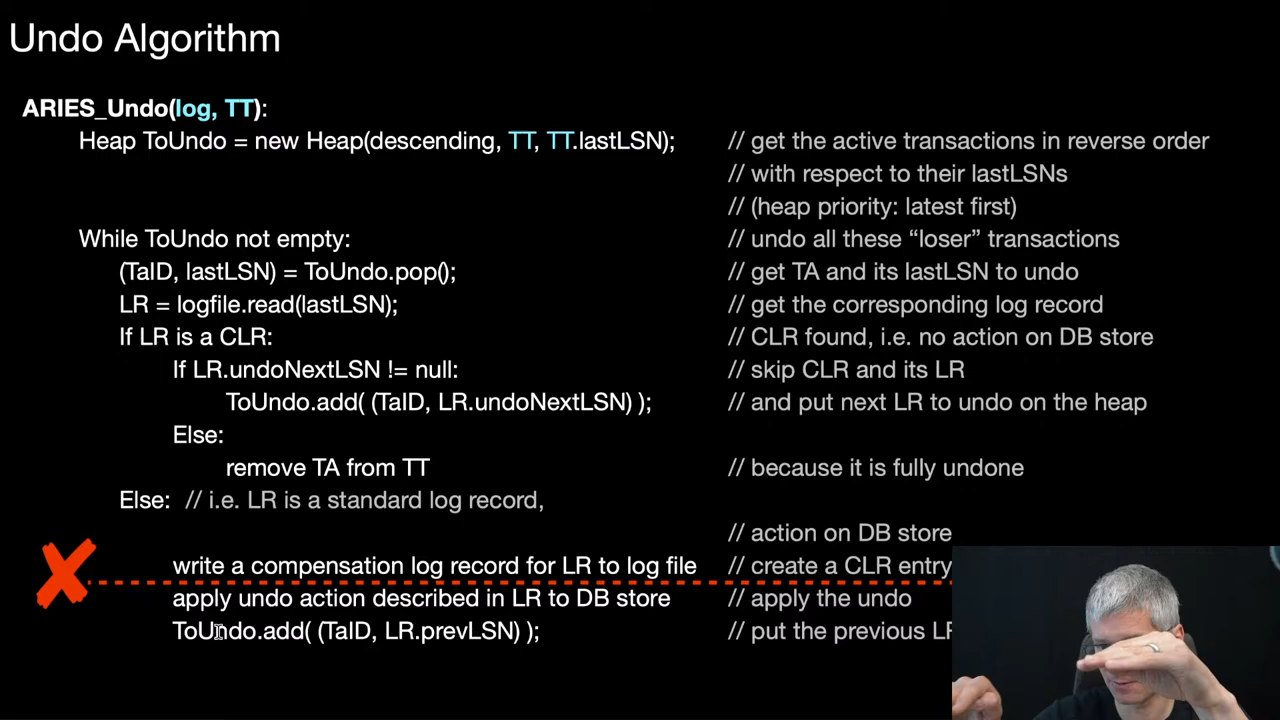 Undo Algorithm
ARIES_Undo(log, TT):
Heap ToUndo = new Heap(descending, TT, TT.lastLSN); // get the active transactions in reverse order
// with respect to their lastLSNs
// (heap priority: latest first)
While ToUndo not empty: // undo all these “loser” transactions
(TaID, lastLSN) = ToUndo.pop(); // get TA and its lastLSN to undo
LR = logfile.read(lastLSN); // get the corresponding log record
If LR is a CLR: // CLR found, i.e. no action on DB store
If LR.undoNextLSN != null: // skip CLR and its LR
ToUndo.add( (TaID, LR.undoNextLSN) ); // and put next LR to undo on the heap
Else:
remove TA from TT // because it is fully undone
Else: // i.e. LR is a standard log record,
// action on DB store
write a compensation log record for LR to log file // create a CLR entry
apply undo action described in LR to DB store // apply the undo
ToUndo.add( (TaID, LR.prevLSN) ); // put the previous